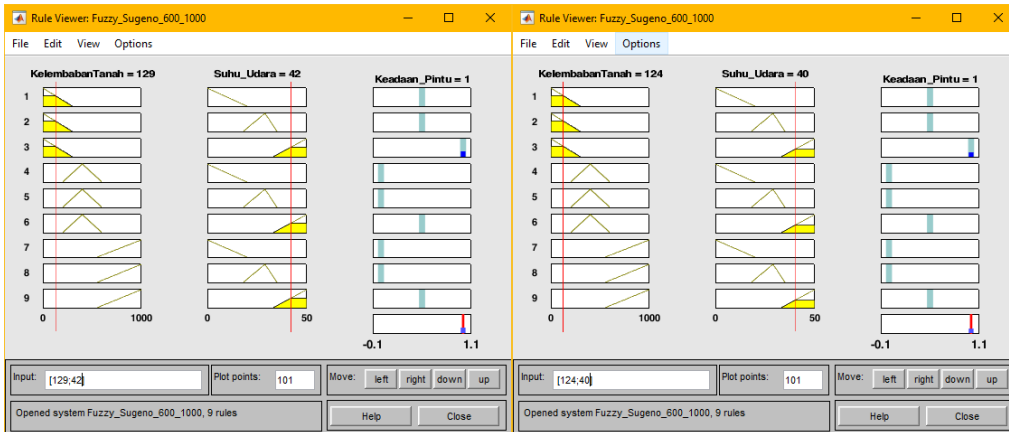 Rule Viewer: Fuzzy_Sugeno_600_1000
File Edit View Options
KelembabanTanah = 129 Suhu_Udara = 42 Keadaan_Pintu = 1
1
2
3
4
5
6
7
8
9
0 1000 0 50
-0.1 1.1
Input: [129;42] Plot points: 101 Move: left right down up
Opened system Fuzzy_Sugeno_600_1000, 9 rules Help Close
Rule Viewer: Fuzzy_Sugeno_600_1000
File Edit View Options
KelembabanTanah = 124 Suhu_Udara = 40 Keadaan_Pintu = 1
1
2
3
4
5
6
7
8
9
0 1000 0 50
-0.1 1.1
Input: [124;40] Plot points: 101 Move: left right down up
Opened system Fuzzy_Sugeno_600_1000, 9 rules Help Close